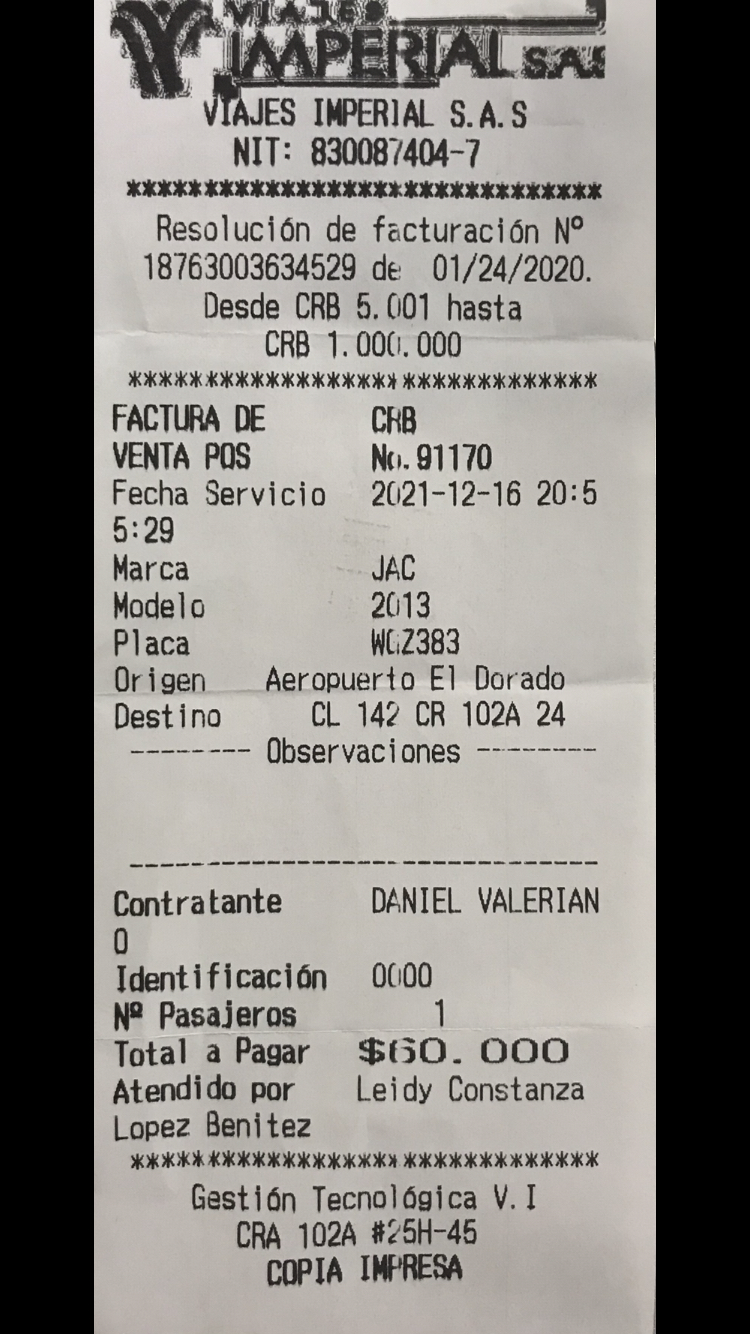 VIAJES
IMPERIAL S.A.S
VIAJES IMPERIAL S.A.S
NIT: 830087404-7
*************************************
Resolución de facturación Nº
18763003634529 de 01/24/2020.
Desde CRB 5.001 hasta
CRB 1.000.000
*************************************
FACTURA DE CRB
VENTA POS No.91170
Fecha Servicio 2021-12-16 20:5
5:29
Marca JAC
Modelo 2013
Placa WGZ383
Origen Aeropuerto El Dorado
Destino CL 142 CR 102A 24
-------- Observaciones --------
-------------------------------
Contratante DANIEL VALERIAN
O
Identificación 0000
Nº Pasajeros 1
Total a Pagar $60.000
Atendido por Leidy Constanza
Lopez Benitez
*************************************
Gestión Tecnológica V.I
CRA 102A #25H-45
COPIA IMPRESA